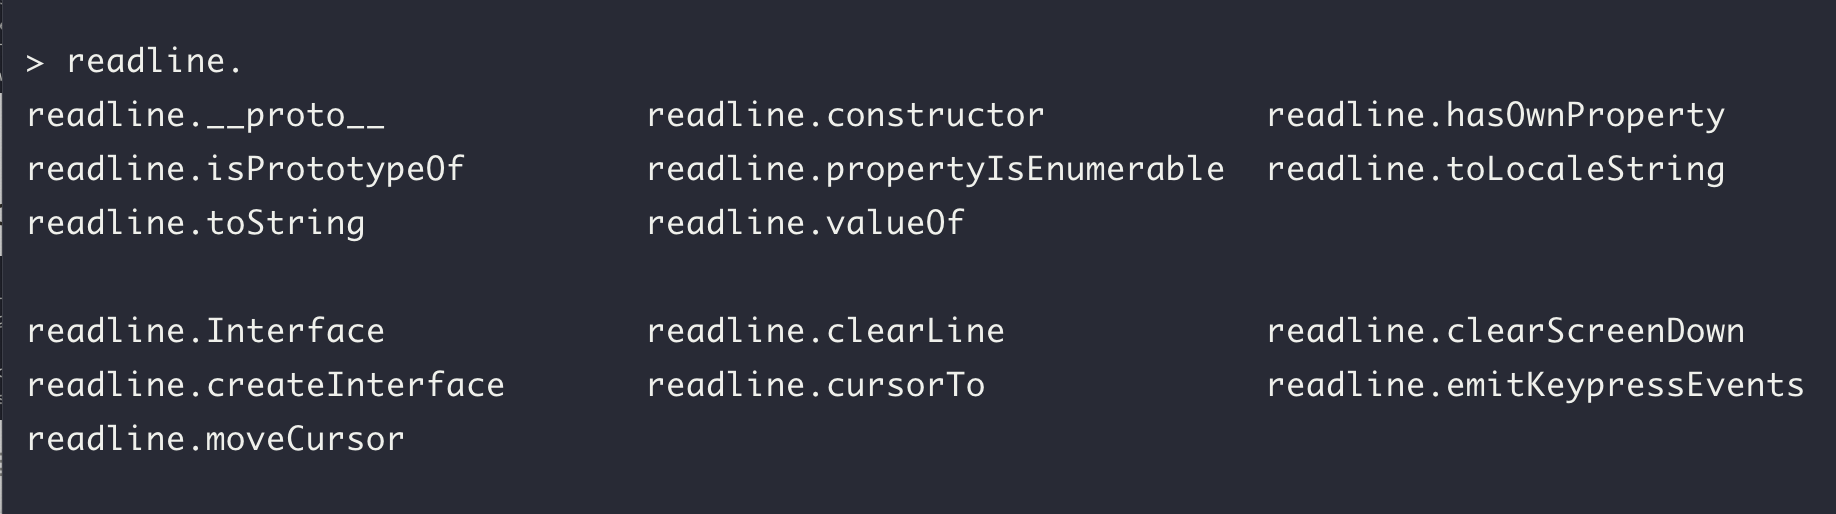 > readline.
readline.__proto__ readline.constructor readline.hasOwnProperty
readline.isPrototypeOf readline.propertyIsEnumerable readline.toLocaleString
readline.toString readline.valueOf
readline.Interface readline.clearLine readline.clearScreenDown
readline.createInterface readline.cursorTo readline.emitKeypressEvents
readline.moveCursor